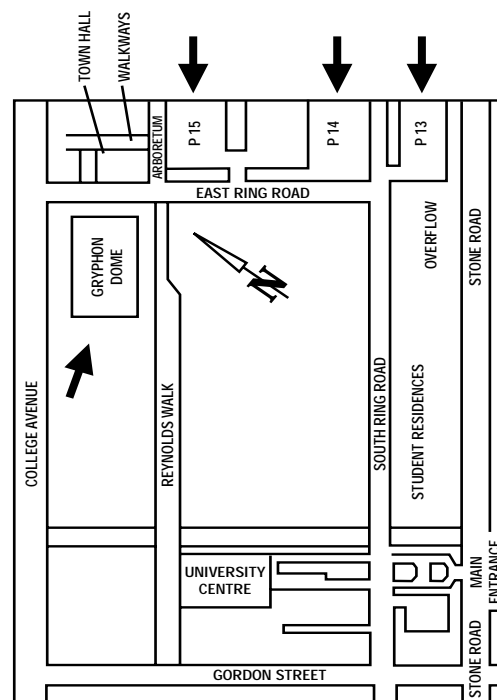 TOWN HALL
WALKWAYS
ARBORETUM
P 15
P 14
P 13
EAST RING ROAD
GRYPHON
DOME
N
OVERFLOW
STONE ROAD
COLLEGE AVENUE
REYNOLDS WALK
SOUTH RING ROAD
STUDENT RESIDENCES
UNIVERSITY
CENTRE
MAIN
ENTRANCE
STONE ROAD
GORDON STREET